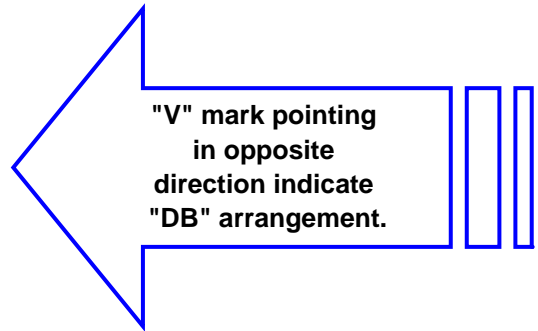 "V" mark pointing
in opposite
direction indicate
"DB" arrangement.